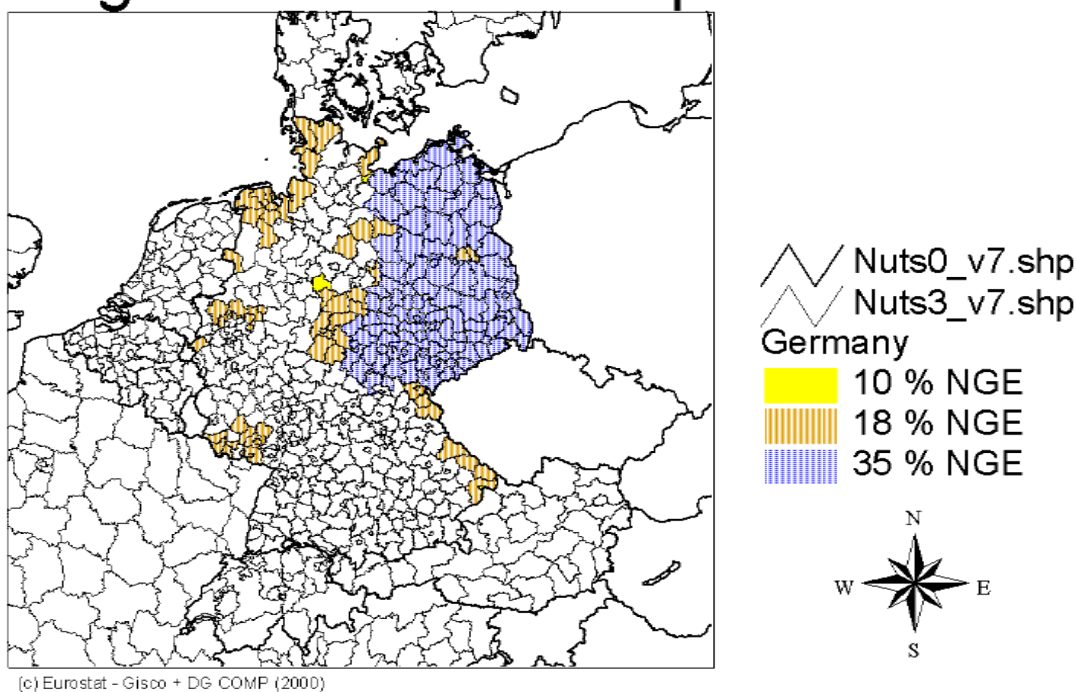 Nuts0_v7.shp
Nuts3_v7.shp
Germany
10 % NGE
18 % NGE
35 % NGE
N
W E
S
(c) Eurostat - Gisco + DG COMP (2000)